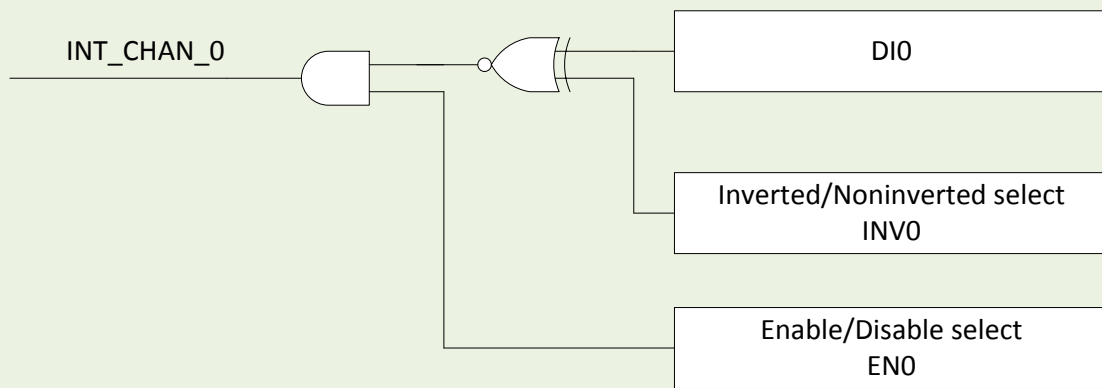 INT_CHAN_0
DI0
Inverted/Noninverted select
INV0
Enable/Disable select
EN0